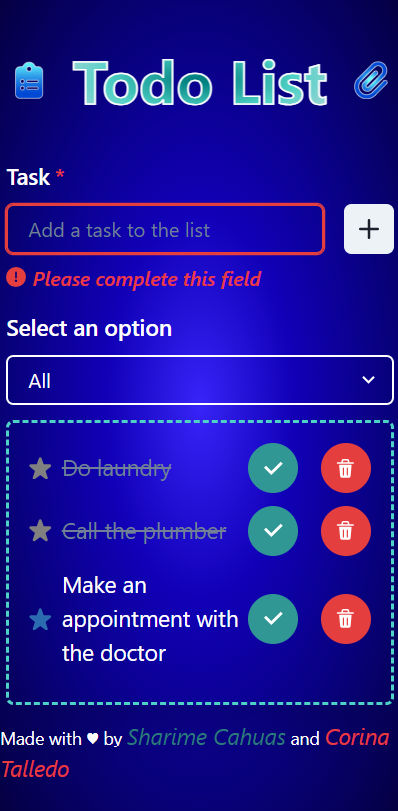 Todo List
Task *
Add a task to the list
Please complete this field
Select an option
All
Do laundry
Call the plumber
Make an
appointment with
the doctor
Made with ♥ by Sharime Cahuas and Corina
Talledo